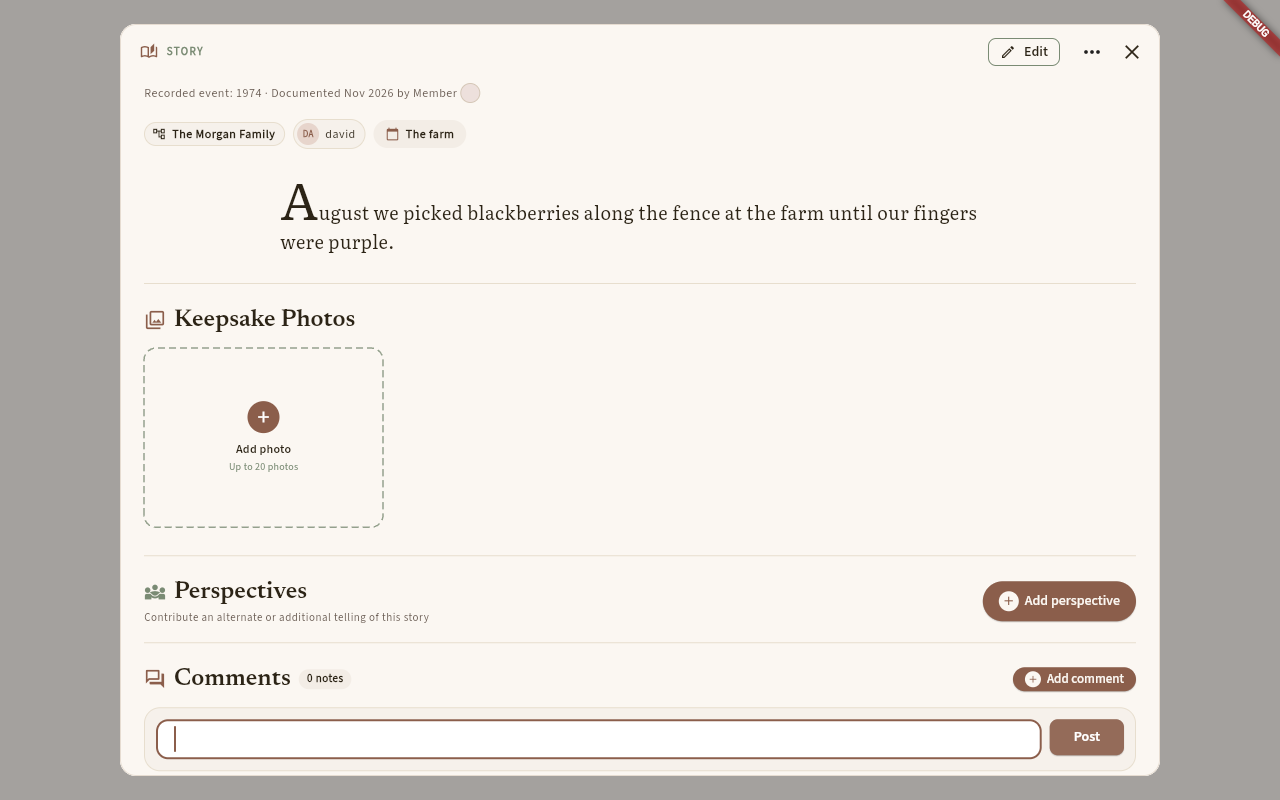 DEBUG
STORY
Edit
Recorded event: 1974 · Documented Nov 2026 by Member
The Morgan Family
DA david
The farm
August we picked blackberries along the fence at the farm until our fingers
were purple.
Keepsake Photos
Add photo
Up to 20 photos
Perspectives
Contribute an alternate or additional telling of this story
Add perspective
Comments
0 notes
Add comment
Post